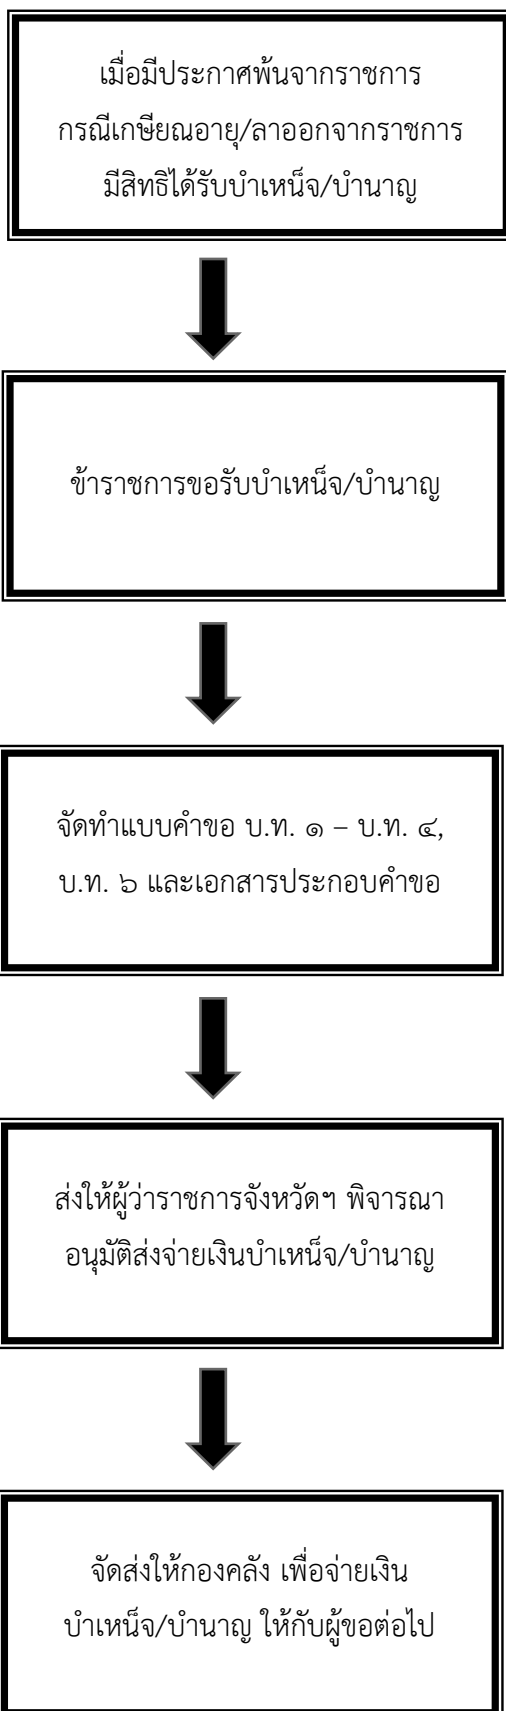 เมื่อมีประกาศพ้นจากราชการ
กรณีเกษียณอายุ/ลาออกจากราชการ
มีสิทธิได้รับบำเหน็จ/บำนาญ
ข้าราชการขอรับบำเหน็จ/บำนาญ
จัดทำแบบคำขอ บ.ท. ๑ – บ.ท. ๔,
บ.ท. ๖ และเอกสารประกอบคำขอ
ส่งให้ผู้ว่าราชการจังหวัดฯ พิจารณา
อนุมัติส่งจ่ายเงินบำเหน็จ/บำนาญ
จัดส่งให้กองคลัง เพื่อจ่ายเงิน
บำเหน็จ/บำนาญ ให้กับผู้ขอต่อไป